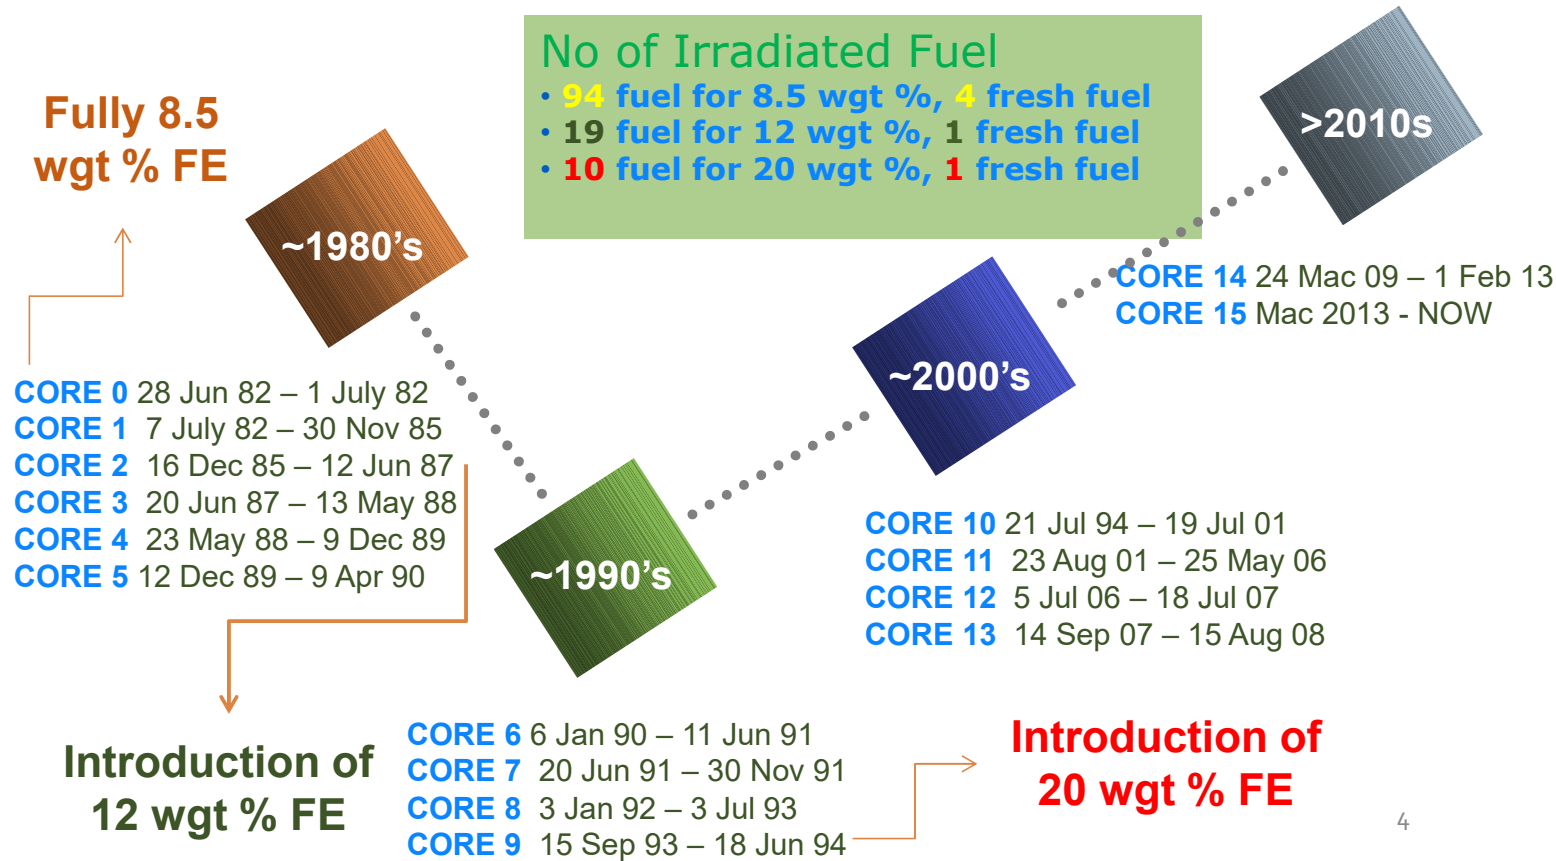 No of Irradiated Fuel
• 94 fuel for 8.5 wgt %, 4 fresh fuel
• 19 fuel for 12 wgt %, 1 fresh fuel
• 10 fuel for 20 wgt %, 1 fresh fuel
Fully 8.5
wgt % FE
~1980’s
>2010s
CORE 14 24 Mac 09 – 1 Feb 13
CORE 15 Mac 2013 - NOW
~2000’s
CORE 0 28 Jun 82 – 1 July 82
CORE 1 7 July 82 – 30 Nov 85
CORE 2 16 Dec 85 – 12 Jun 87
CORE 3 20 Jun 87 – 13 May 88
CORE 4 23 May 88 – 9 Dec 89
CORE 5 12 Dec 89 – 9 Apr 90
~1990’s
CORE 10 21 Jul 94 – 19 Jul 01
CORE 11 23 Aug 01 – 25 May 06
CORE 12 5 Jul 06 – 18 Jul 07
CORE 13 14 Sep 07 – 15 Aug 08
Introduction of
12 wgt % FE
CORE 6 6 Jan 90 – 11 Jun 91
CORE 7 20 Jun 91 – 30 Nov 91
CORE 8 3 Jan 92 – 3 Jul 93
CORE 9 15 Sep 93 – 18 Jun 94
Introduction of
20 wgt % FE
4